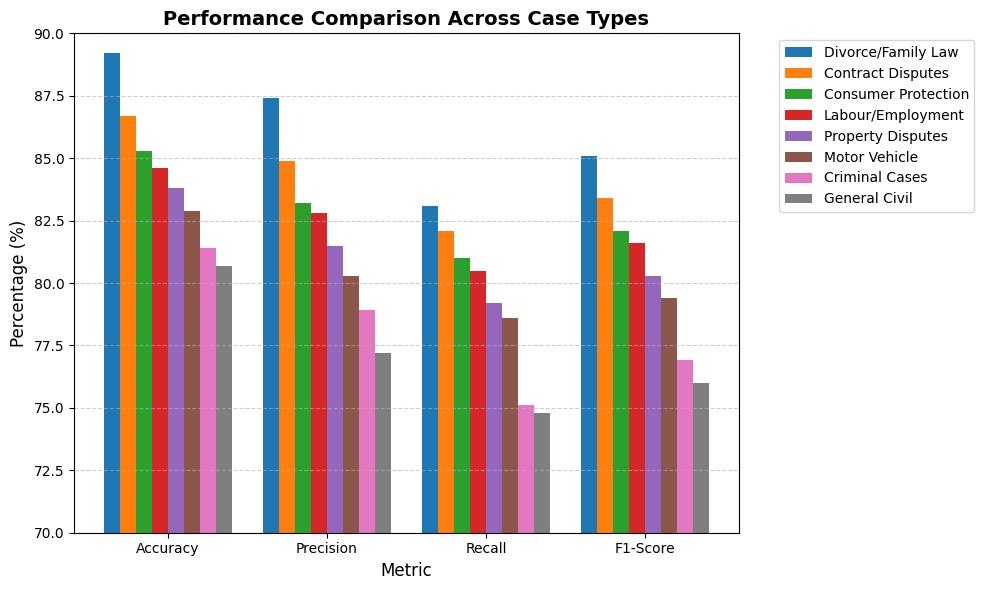 Performance Comparison Across Case Types
Percentage (%)
90.0
87.5
85.0
82.5
80.0
77.5
75.0
72.5
70.0
Accuracy
Precision
Recall
F1-Score
Metric
Divorce/Family Law
Contract Disputes
Consumer Protection
Labour/Employment
Property Disputes
Motor Vehicle
Criminal Cases
General Civil